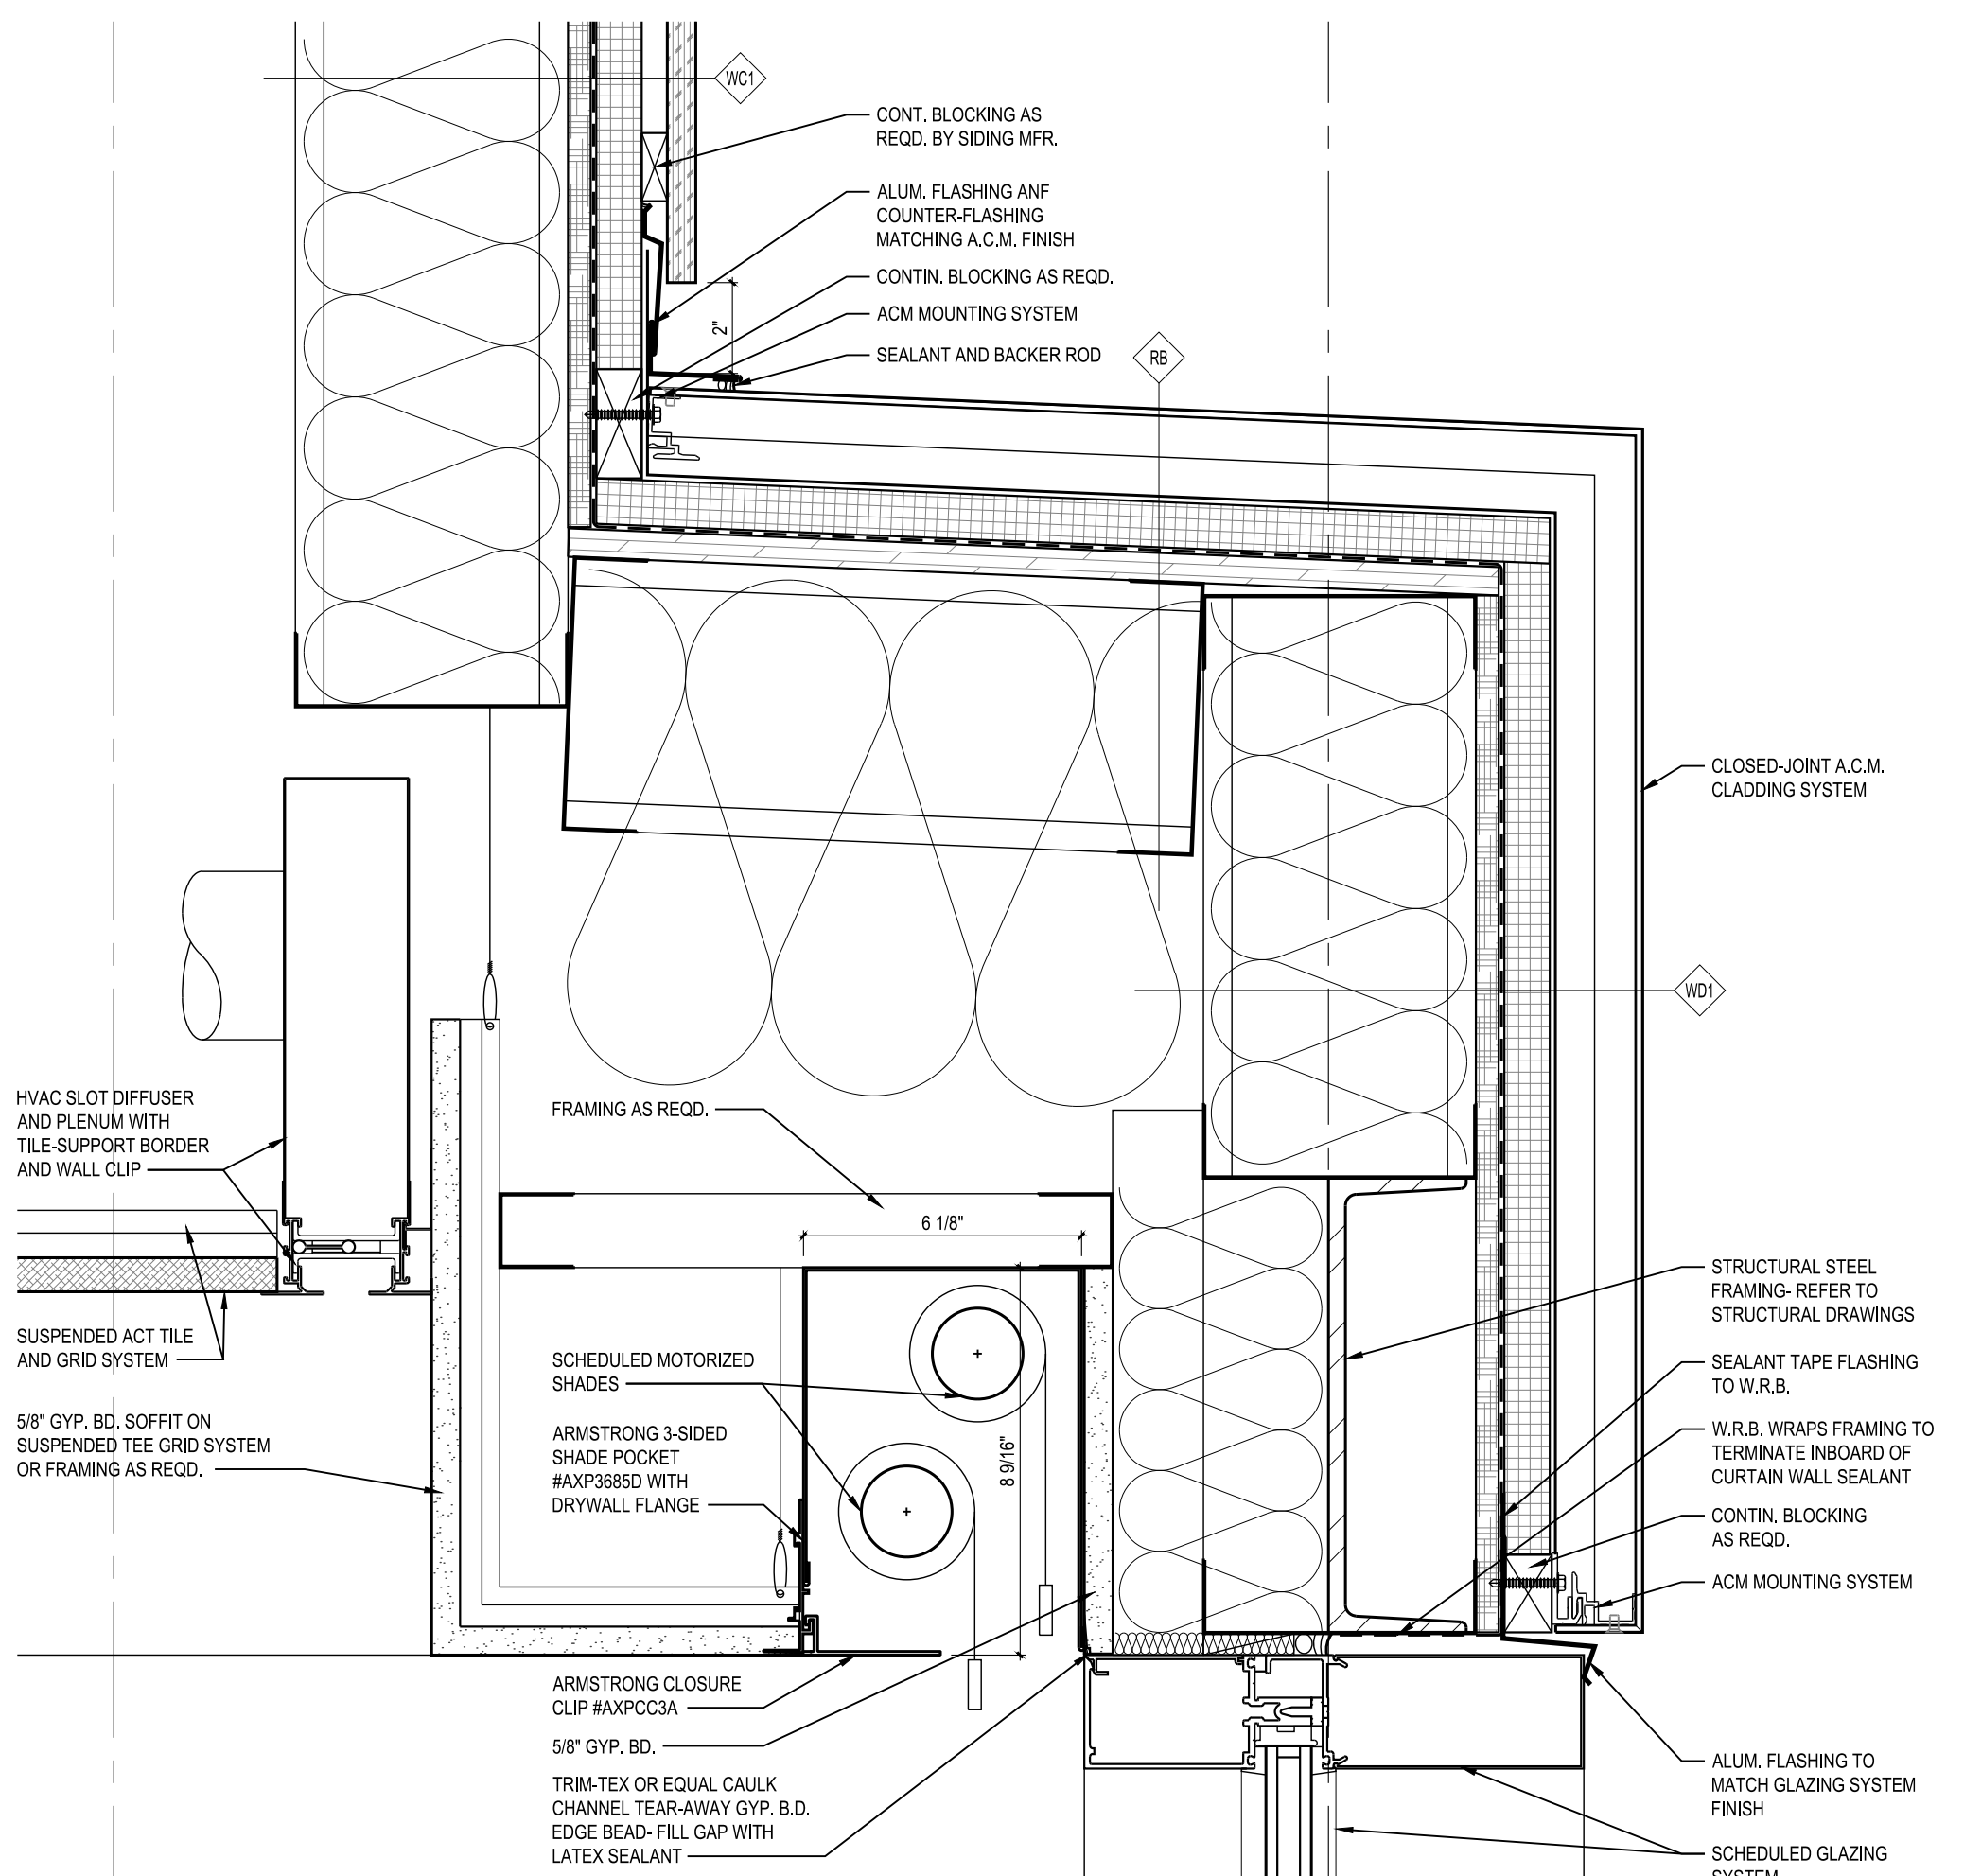 WC1
CONT. BLOCKING AS
REQD. BY SIDING MFR.
ALUM. FLASHING ANF
COUNTER-FLASHING
MATCHING A.C.M. FINISH
CONTIN. BLOCKING AS REQD.
ACM MOUNTING SYSTEM
SEALANT AND BACKER ROD
2"
RB
CLOSED-JOINT A.C.M.
CLADDING SYSTEM
WD1
HVAC SLOT DIFFUSER
AND PLENUM WITH
TILE-SUPPORT BORDER
AND WALL CLIP
SUSPENDED ACT TILE
AND GRID SYSTEM
5/8" GYP. BD. SOFFIT ON
SUSPENDED TEE GRID SYSTEM
OR FRAMING AS REQD.
FRAMING AS REQD.
6 1/8"
8 9/16"
SCHEDULED MOTORIZED
SHADES
ARMSTRONG 3-SIDED
SHADE POCKET
#AXP3685D WITH
DRYWALL FLANGE
ARMSTRONG CLOSURE
CLIP #AXPCC3A
5/8" GYP. BD.
TRIM-TEX OR EQUAL CAULK
CHANNEL TEAR-AWAY GYP. B.D.
EDGE BEAD- FILL GAP WITH
LATEX SEALANT
STRUCTURAL STEEL
FRAMING- REFER TO
STRUCTURAL DRAWINGS
SEALANT TAPE FLASHING
TO W.R.B.
W.R.B. WRAPS FRAMING TO
TERMINATE INBOARD OF
CURTAIN WALL SEALANT
CONTIN. BLOCKING
AS REQD.
ACM MOUNTING SYSTEM
ALUM. FLASHING TO
MATCH GLAZING SYSTEM
FINISH
SCHEDULED GLAZING
SYSTEM